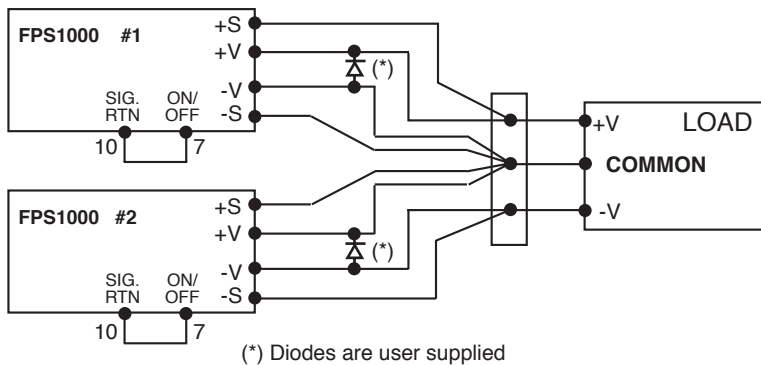 FPS1000 #1
+S
+V
-V
-S
(*)
SIG.
RTN
ON/
OFF
10
7
+V
LOAD
COMMON
-V
FPS1000 #2
+S
+V
-V
-S
(*)
SIG.
RTN
ON/
OFF
10
7
(*) Diodes are user supplied